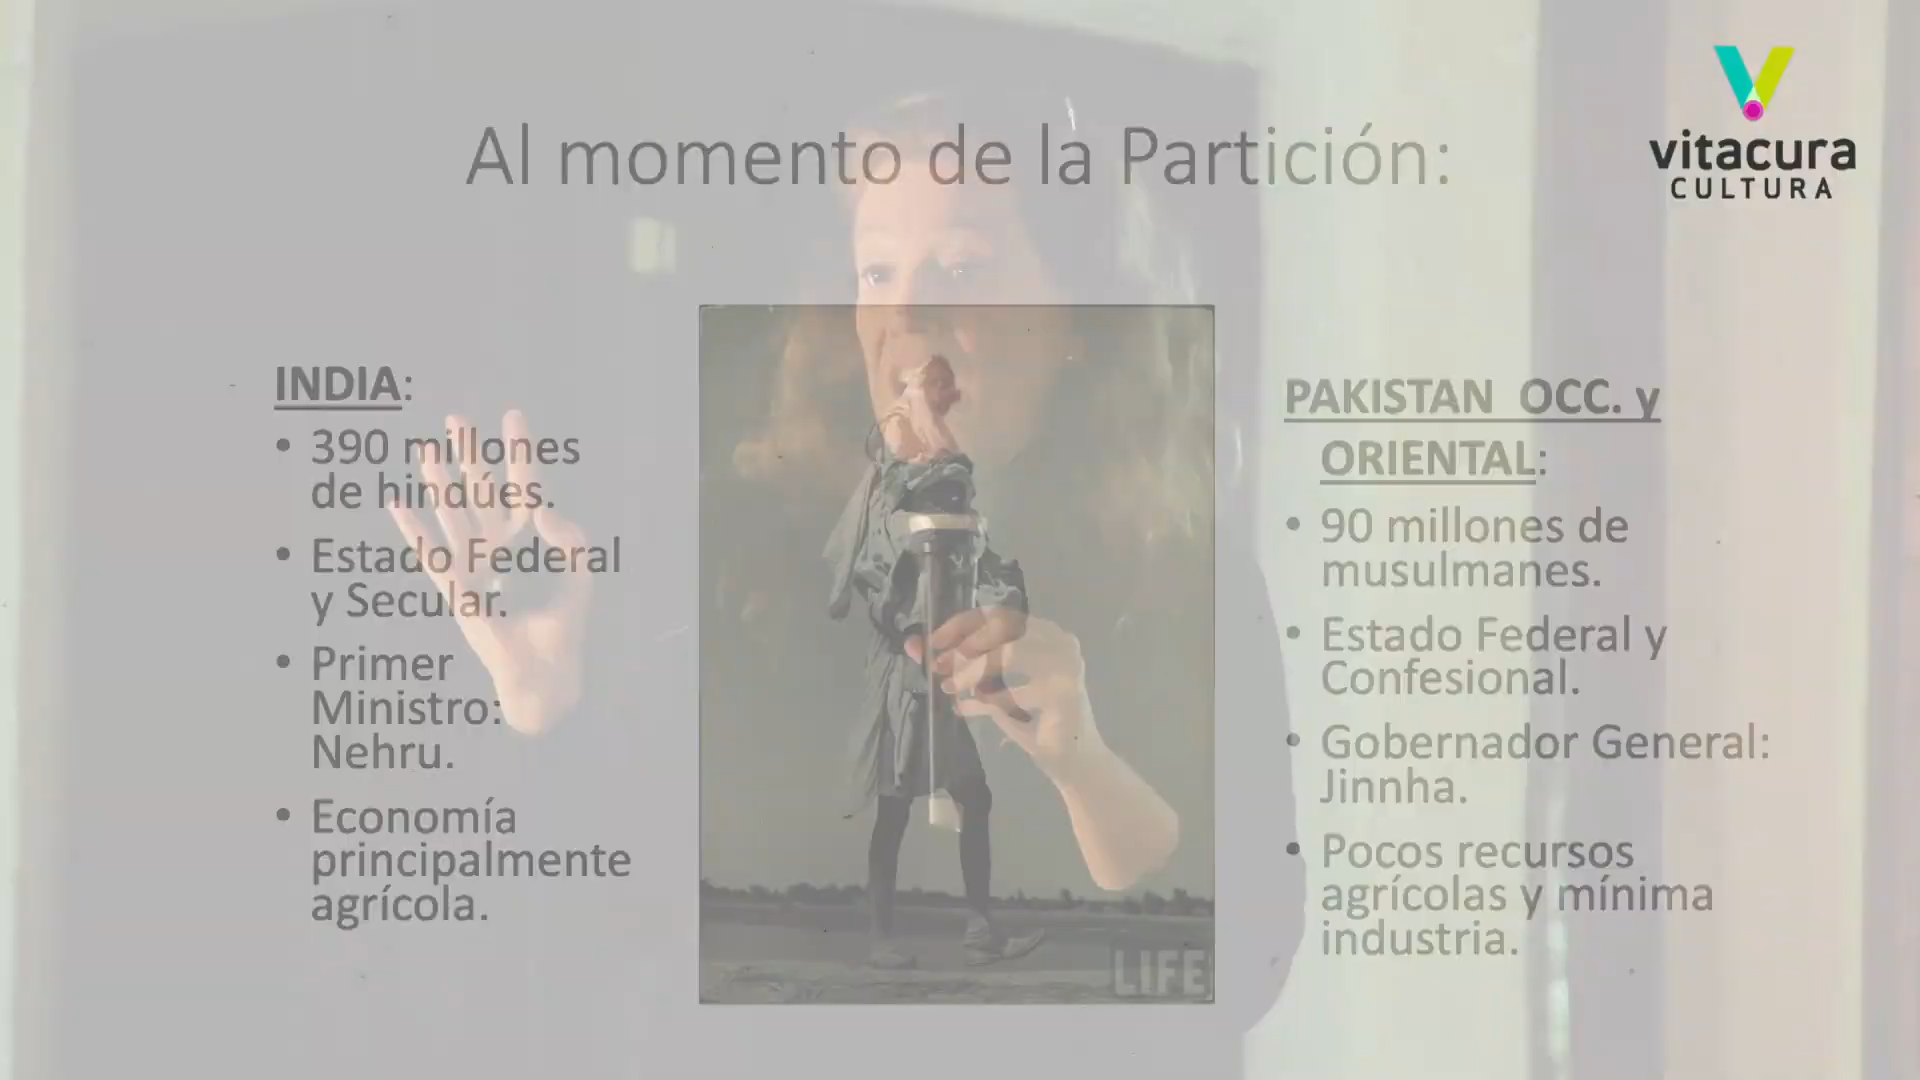 vitacura
CULTURA
Al momento de la Partición:
INDIA:
• 390 millones
de hindúes.
• Estado Federal
y Secular.
• Primer
Ministro:
Nehru.
• Economía
principalmente
agrícola.
LIFE
PAKISTAN OCC. y
ORIENTAL:
• 90 millones de
musulmanes.
• Estado Federal y
Confesional.
• Gobernador General:
Jinnha.
• Pocos recursos
agrícolas y mínima
industria.